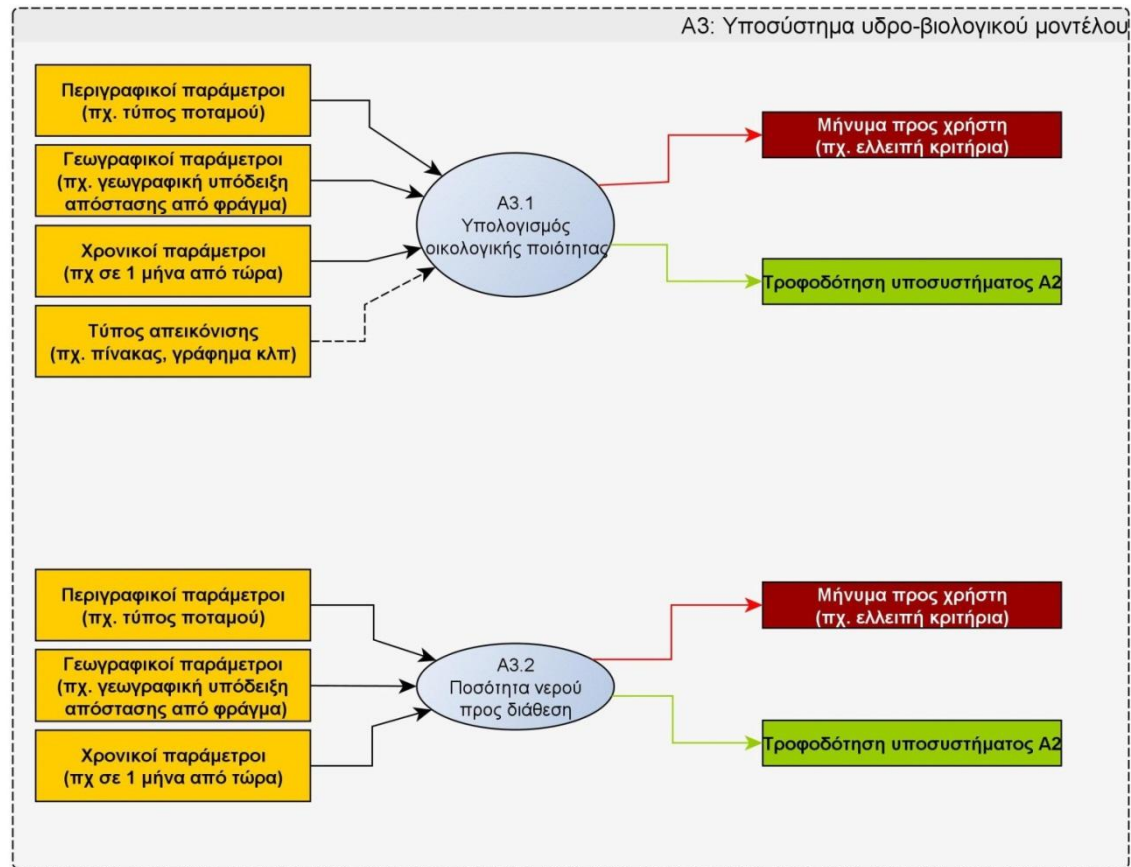 A3: Υποσύστημα υδρο-βιολογικού μοντέλου
Περιγραφικοί παράμετροι
(πχ. τύπος ποταμού)
Γεωγραφικοί παράμετροι
(πχ. γεωγραφική υπόδειξη
απόστασης από φράγμα)
Χρονικοί παράμετροι
(πχ σε 1 μήνα από τώρα)
Τύπος απεικόνισης
(πχ. πίνακας, γράφημα κλπ)
A3.1
Υπολογισμός
οικολογικής ποιότητας
Μήνυμα προς χρήστη
(πχ. ελλειπή κριτήρια)
Τροφοδότηση υποσυστήματος A2
Περιγραφικοί παράμετροι
(πχ. τύπος ποταμού)
Γεωγραφικοί παράμετροι
(πχ. γεωγραφική υπόδειξη
απόστασης από φράγμα)
Χρονικοί παράμετροι
(πχ σε 1 μήνα από τώρα)
A3.2
Ποσότητα νερού
προς διάθεση
Μήνυμα προς χρήστη
(πχ. ελλειπή κριτήρια)
Τροφοδότηση υποσυστήματος A2